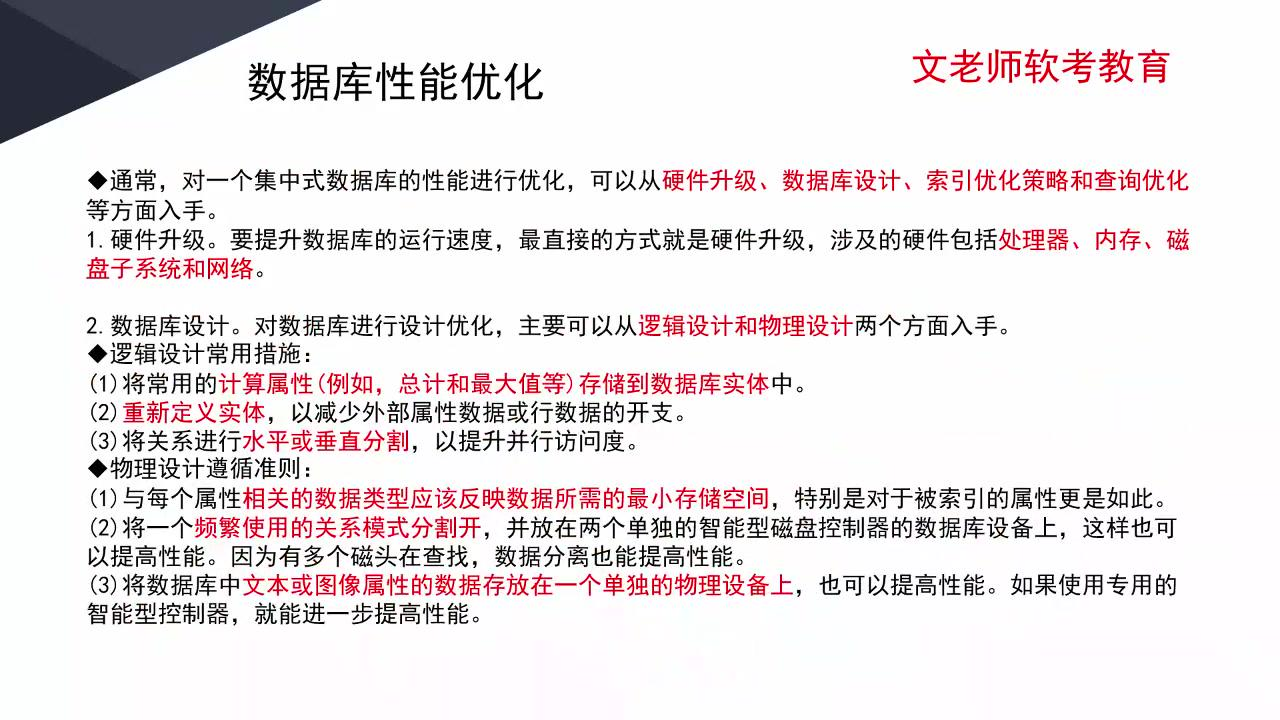 数据库性能优化
文老师软考教育
◆通常，对一个集中式数据库的性能进行优化，可以从硬件升级、数据库设计、索引优化策略和查询优化
等方面入手。
1.硬件升级。要提升数据库的运行速度，最直接的方式就是硬件升级，涉及的硬件包括处理器、内存、磁
盘子系统和网络。
2.数据库设计。对数据库进行设计优化，主要可以从逻辑设计和物理设计两个方面入手。
◆逻辑设计常用措施：
(1)将常用的计算属性(例如，总计和最大值等)存储到数据库实体中。
(2)重新定义实体，以减少外部属性数据或行数据的开支。
(3)将关系进行水平或垂直分割，以提升并行访问度。
◆物理设计遵循准则：
(1)与每个属性相关的数据类型应该反映数据所需的最小存储空间，特别是对于被索引的属性更是如此。
(2)将一个频繁使用的关系模式分割开，并放在两个单独的智能型磁盘控制器的数据库设备上，这样也可
以提高性能。因为有多个磁头在查找，数据分离也能提高性能。
(3)将数据库中文本或图像属性的数据存放在一个单独的物理设备上，也可以提高性能。如果使用专用的
智能型控制器，就能进一步提高性能。